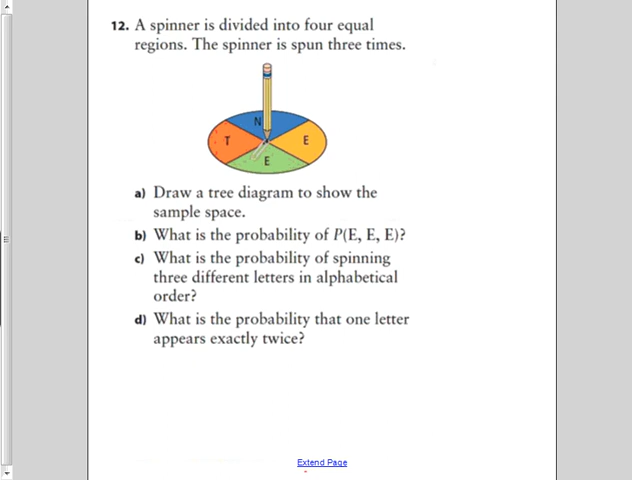 12. A spinner is divided into four equal
regions. The spinner is spun three times.
N
T
E
E
a) Draw a tree diagram to show the
sample space.
b) What is the probability of P(E, E, E)?
c) What is the probability of spinning
three different letters in alphabetical
order?
d) What is the probability that one letter
appears exactly twice?
Extend Page